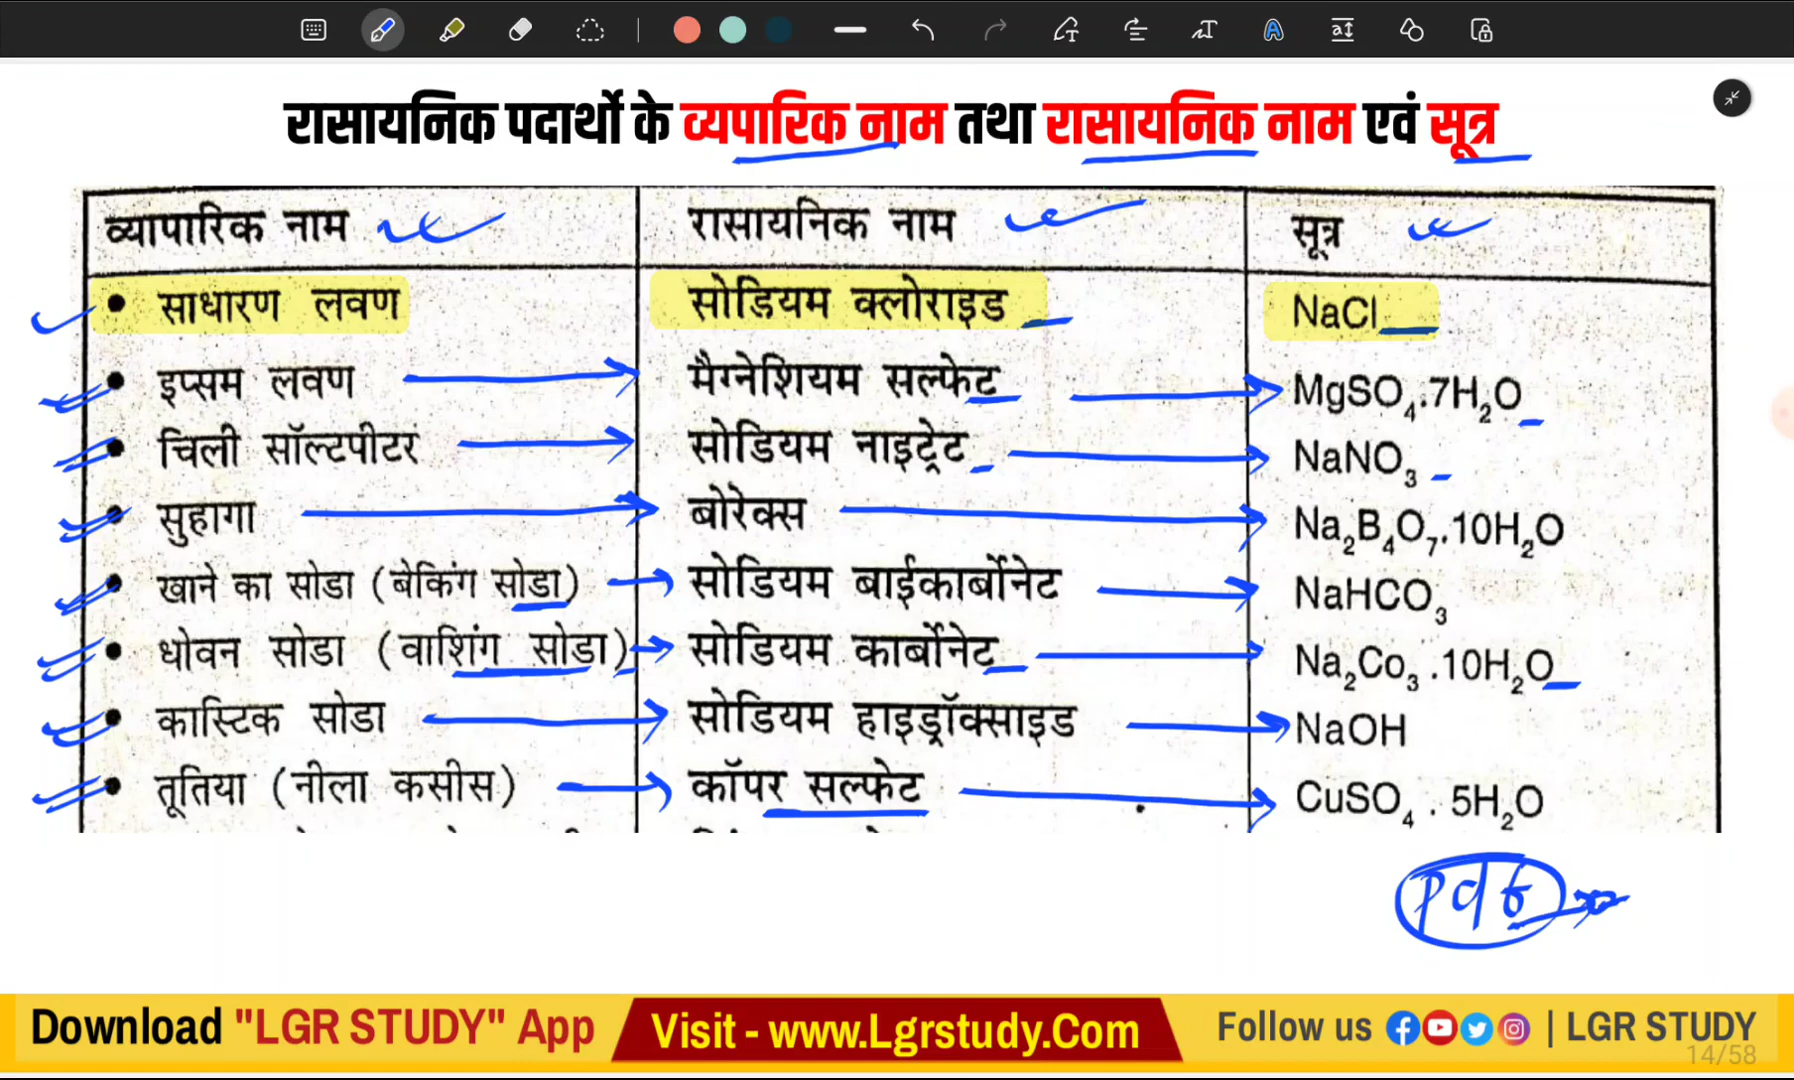 रासायनिक पदार्थो के व्यपारिक नाम तथा रासायनिक नाम एवं सूत्र
व्यापारिक नाम रासायनिक नाम सूत्र
• साधारण लवण सोडियम क्लोराइड NaCl
• इप्सम लवण मैग्नेशियम सल्फेट MgSO₄.7H₂O
• चिली सॉल्टपीटर सोडियम नाइट्रेट NaNO₃
• सुहागा बोरेक्स Na₂B₄O₇.10H₂O
• खाने का सोडा (बेकिंग सोडा) सोडियम बाईकार्बोनेट NaHCO₃
• धोवन सोडा (वाशिंग सोडा) सोडियम कार्बोनेट Na₂Co₃.10H₂O
• कास्टिक सोडा सोडियम हाइड्रॉक्साइड NaOH
• तूतिया (नीला कसीस) कॉपर सल्फेट CuSO₄.5H₂O
Pdf
Download "LGR STUDY" App Visit - www.Lgrstudy.Com Follow us | LGR STUDY
14/58